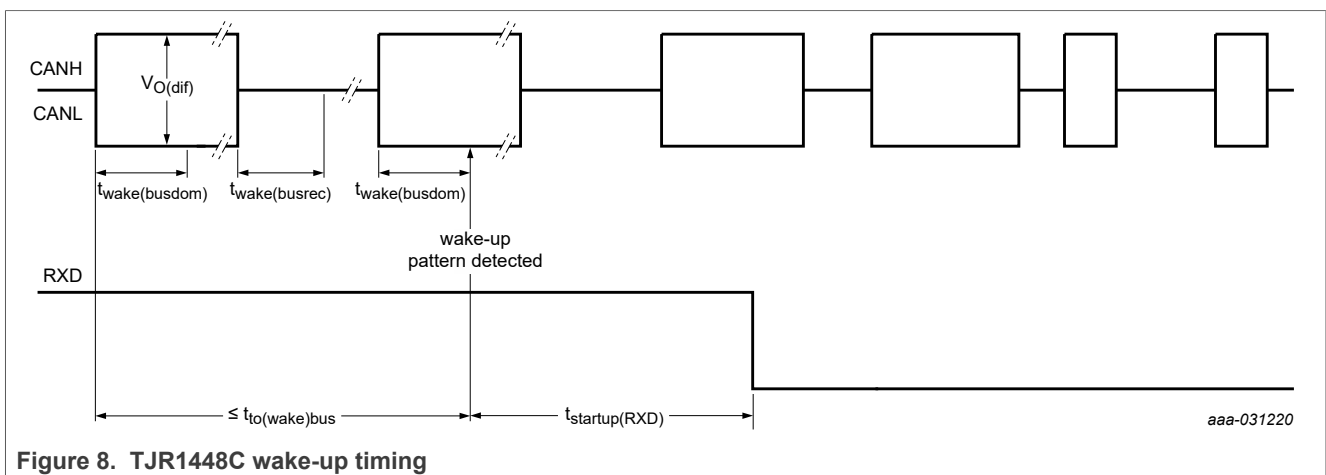 CANH
V_O(dif)
CANL
t_wake(busdom)
t_wake(busrec)
t_wake(busdom)
wake-up
pattern detected
RXD
≤ t_to(wake)bus
t_startup(RXD)
aaa-031220
Figure 8. TJR1448C wake-up timing